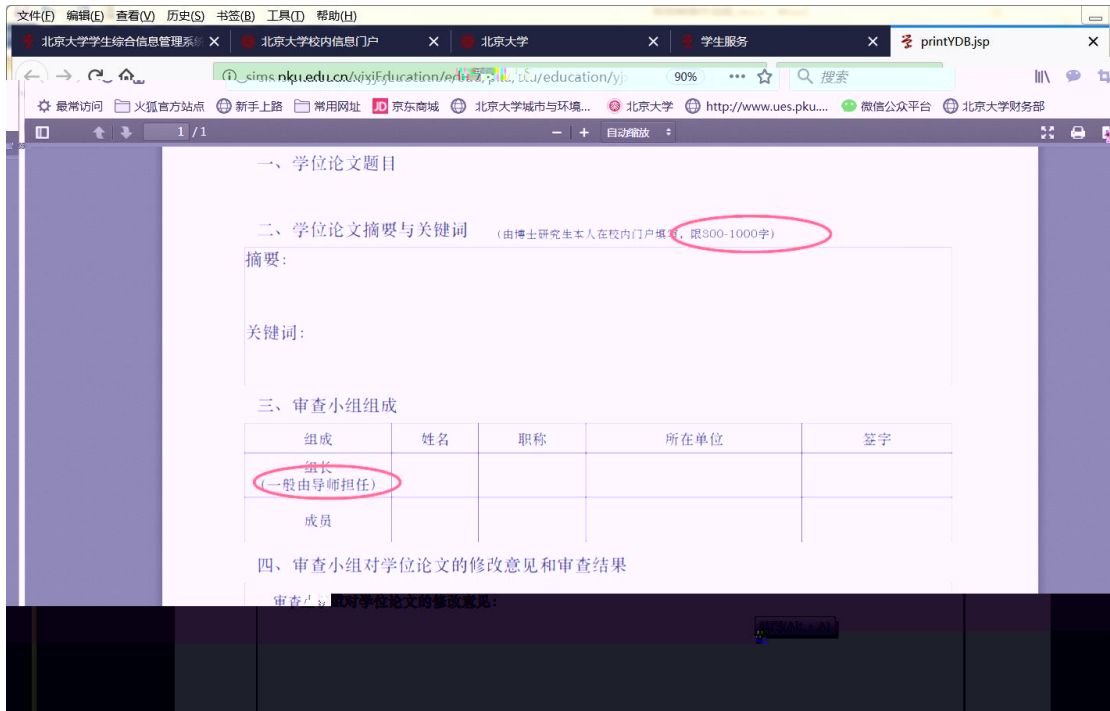 文件(F) 编辑(E) 查看(V) 历史(S) 书签(B) 工具(T) 帮助(H)
北京大学学生综合信息管理系统 北京大学校内信息门户 北京大学 学生服务 printYDB.jsp
sims.pku.edu.cn 90% 搜索
最常访问 火狐官方站点 新手上路 常用网址 JD 京东商城 北京大学城市与环境... 北京大学 http://www.ues.pku.... 微信公众平台 北京大学财务部
1 / 1 自动缩放
一、学位论文题目
二、学位论文摘要与关键词 (由博士研究生本人在校内门户填写，限800-1000字)
摘要:
关键词:
三、审查小组组成
组成 姓名 职称 所在单位 签字
组长
(一般由导师担任)
成员
四、审查小组对学位论文的修改意见和审查结果
审查小组对学位论文的修改意见: